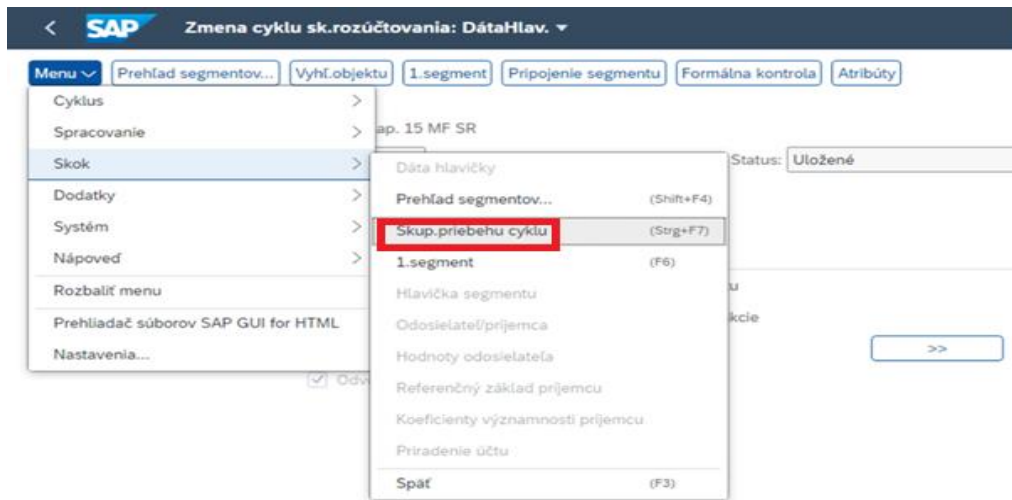 SAP Zmena cyklu sk.rozúčtovania: DátaHlav.
Menu Prehľad segmentov... Vyhľ.objektu 1.segment Pripojenie segmentu Formálna kontrola Atribúty
Cyklus
Spracovanie
Skok
Dodatky
Systém
Nápoveď
Rozbaliť menu
Prehliadač súborov SAP GUI for HTML
Nastavenia...
ap. 15 MF SR
Status: Uložené
Dáta hlavičky
Prehľad segmentov... (Shift+F4)
Skup.priebehu cyklu (Strg+F7)
1.segment (F6)
Hlavička segmentu
Odosielateľ/príjemca
Hodnoty odosielateľa
Referenčný základ príjemcu
Koeficienty významnosti príjemcu
Priradenie účtu
Späť (F3)
u
kcie
>>
Odv